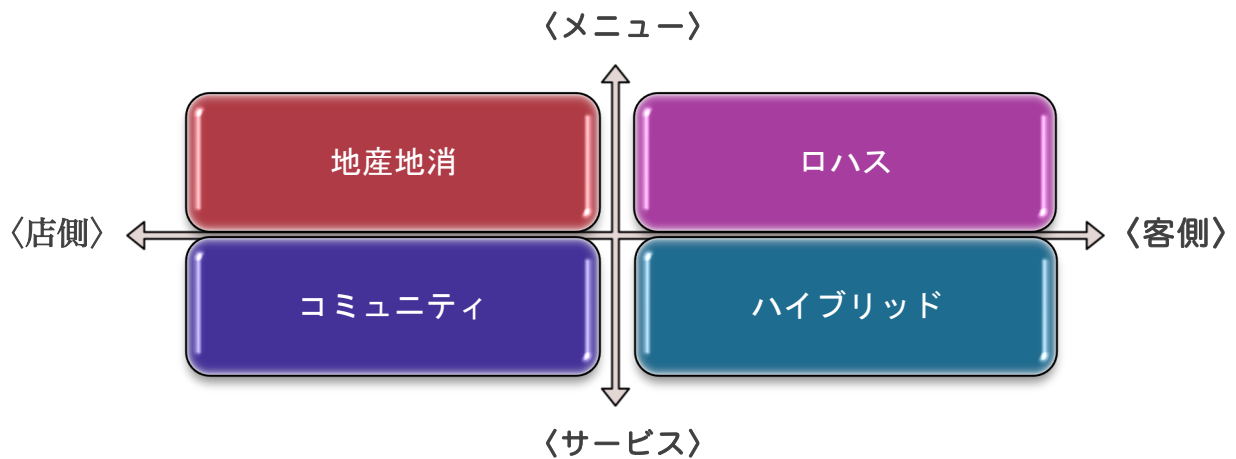 〈メニュー〉
地産地消
ロハス
〈店側〉
〈客側〉
コミュニティ
ハイブリッド
〈サービス〉